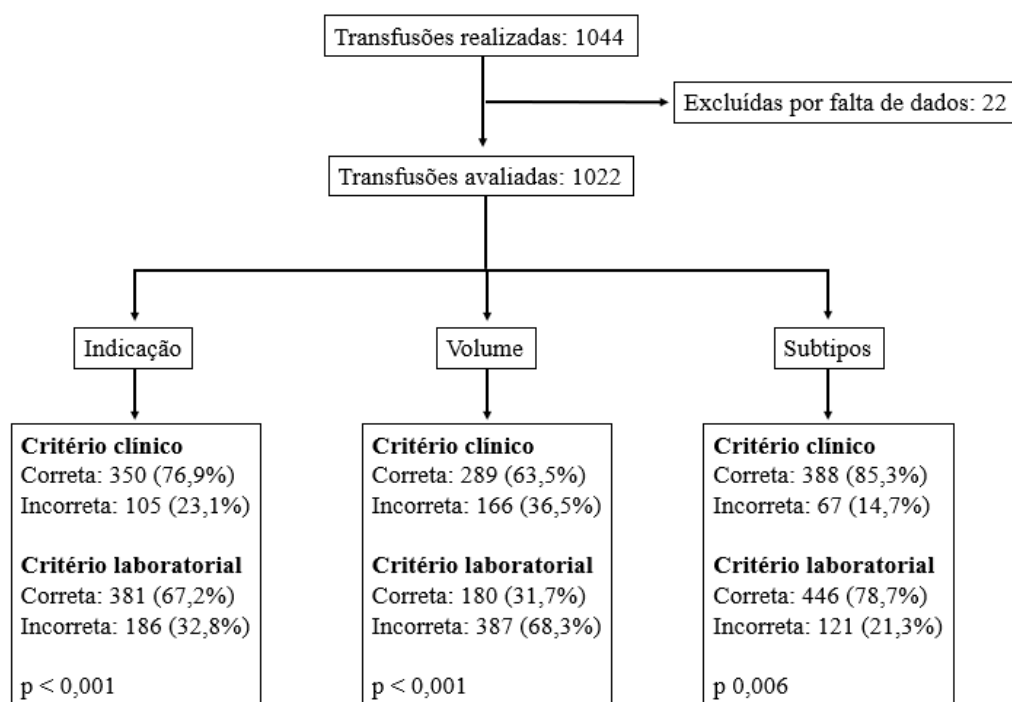 Transfusões realizadas: 1044
Excluídas por falta de dados: 22
Transfusões avaliadas: 1022
Indicação
Volume
Subtipos
Critério clínico
Correta: 350 (76,9%)
Incorreta: 105 (23,1%)
Critério laboratorial
Correta: 381 (67,2%)
Incorreta: 186 (32,8%)
p < 0,001
Critério clínico
Correta: 289 (63,5%)
Incorreta: 166 (36,5%)
Critério laboratorial
Correta: 180 (31,7%)
Incorreta: 387 (68,3%)
p < 0,001
Critério clínico
Correta: 388 (85,3%)
Incorreta: 67 (14,7%)
Critério laboratorial
Correta: 446 (78,7%)
Incorreta: 121 (21,3%)
p 0,006